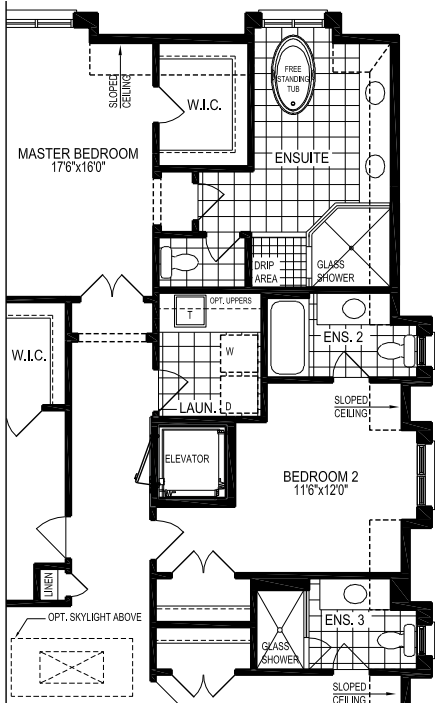 SLOPED
CEILING
W.I.C.
FREE
STANDING
TUB
MASTER BEDROOM
17'6"x16'0"
ENSUITE
DRIP
AREA
GLASS
SHOWER
OPT. UPPERS
T
W
D
LAUN.
ENS. 2
W.I.C.
SLOPED
CEILING
ELEVATOR
BEDROOM 2
11'6"x12'0"
LINEN
OPT. SKYLIGHT ABOVE
ENS. 3
GLASS
SHOWER
SLOPED
CEILING